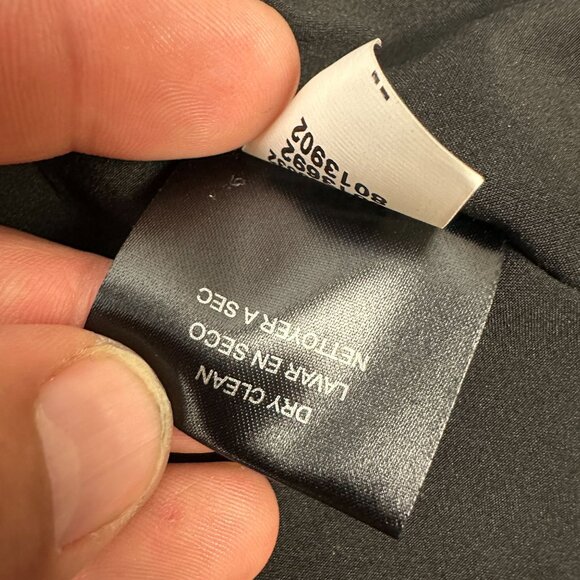 DRY CLEAN
LAVAR EN SECO
NETTOYER A SEC
8013902